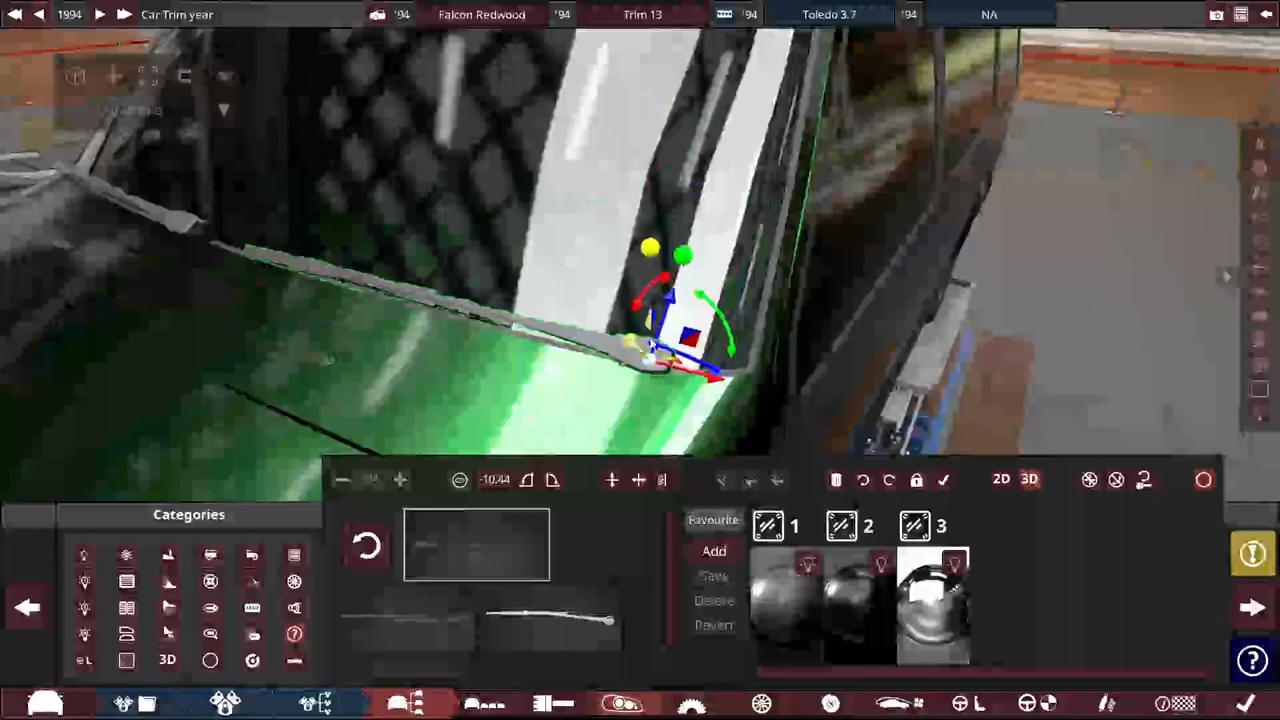 1994 Car Trim year '94 Falcon Redwood '94 Trim 13 '94 Toledo 3.7 '94 NA
-10.44 2D 3D
Categories
Favourite 1 2 3
Add
Save
Delete
Revert
3D
?